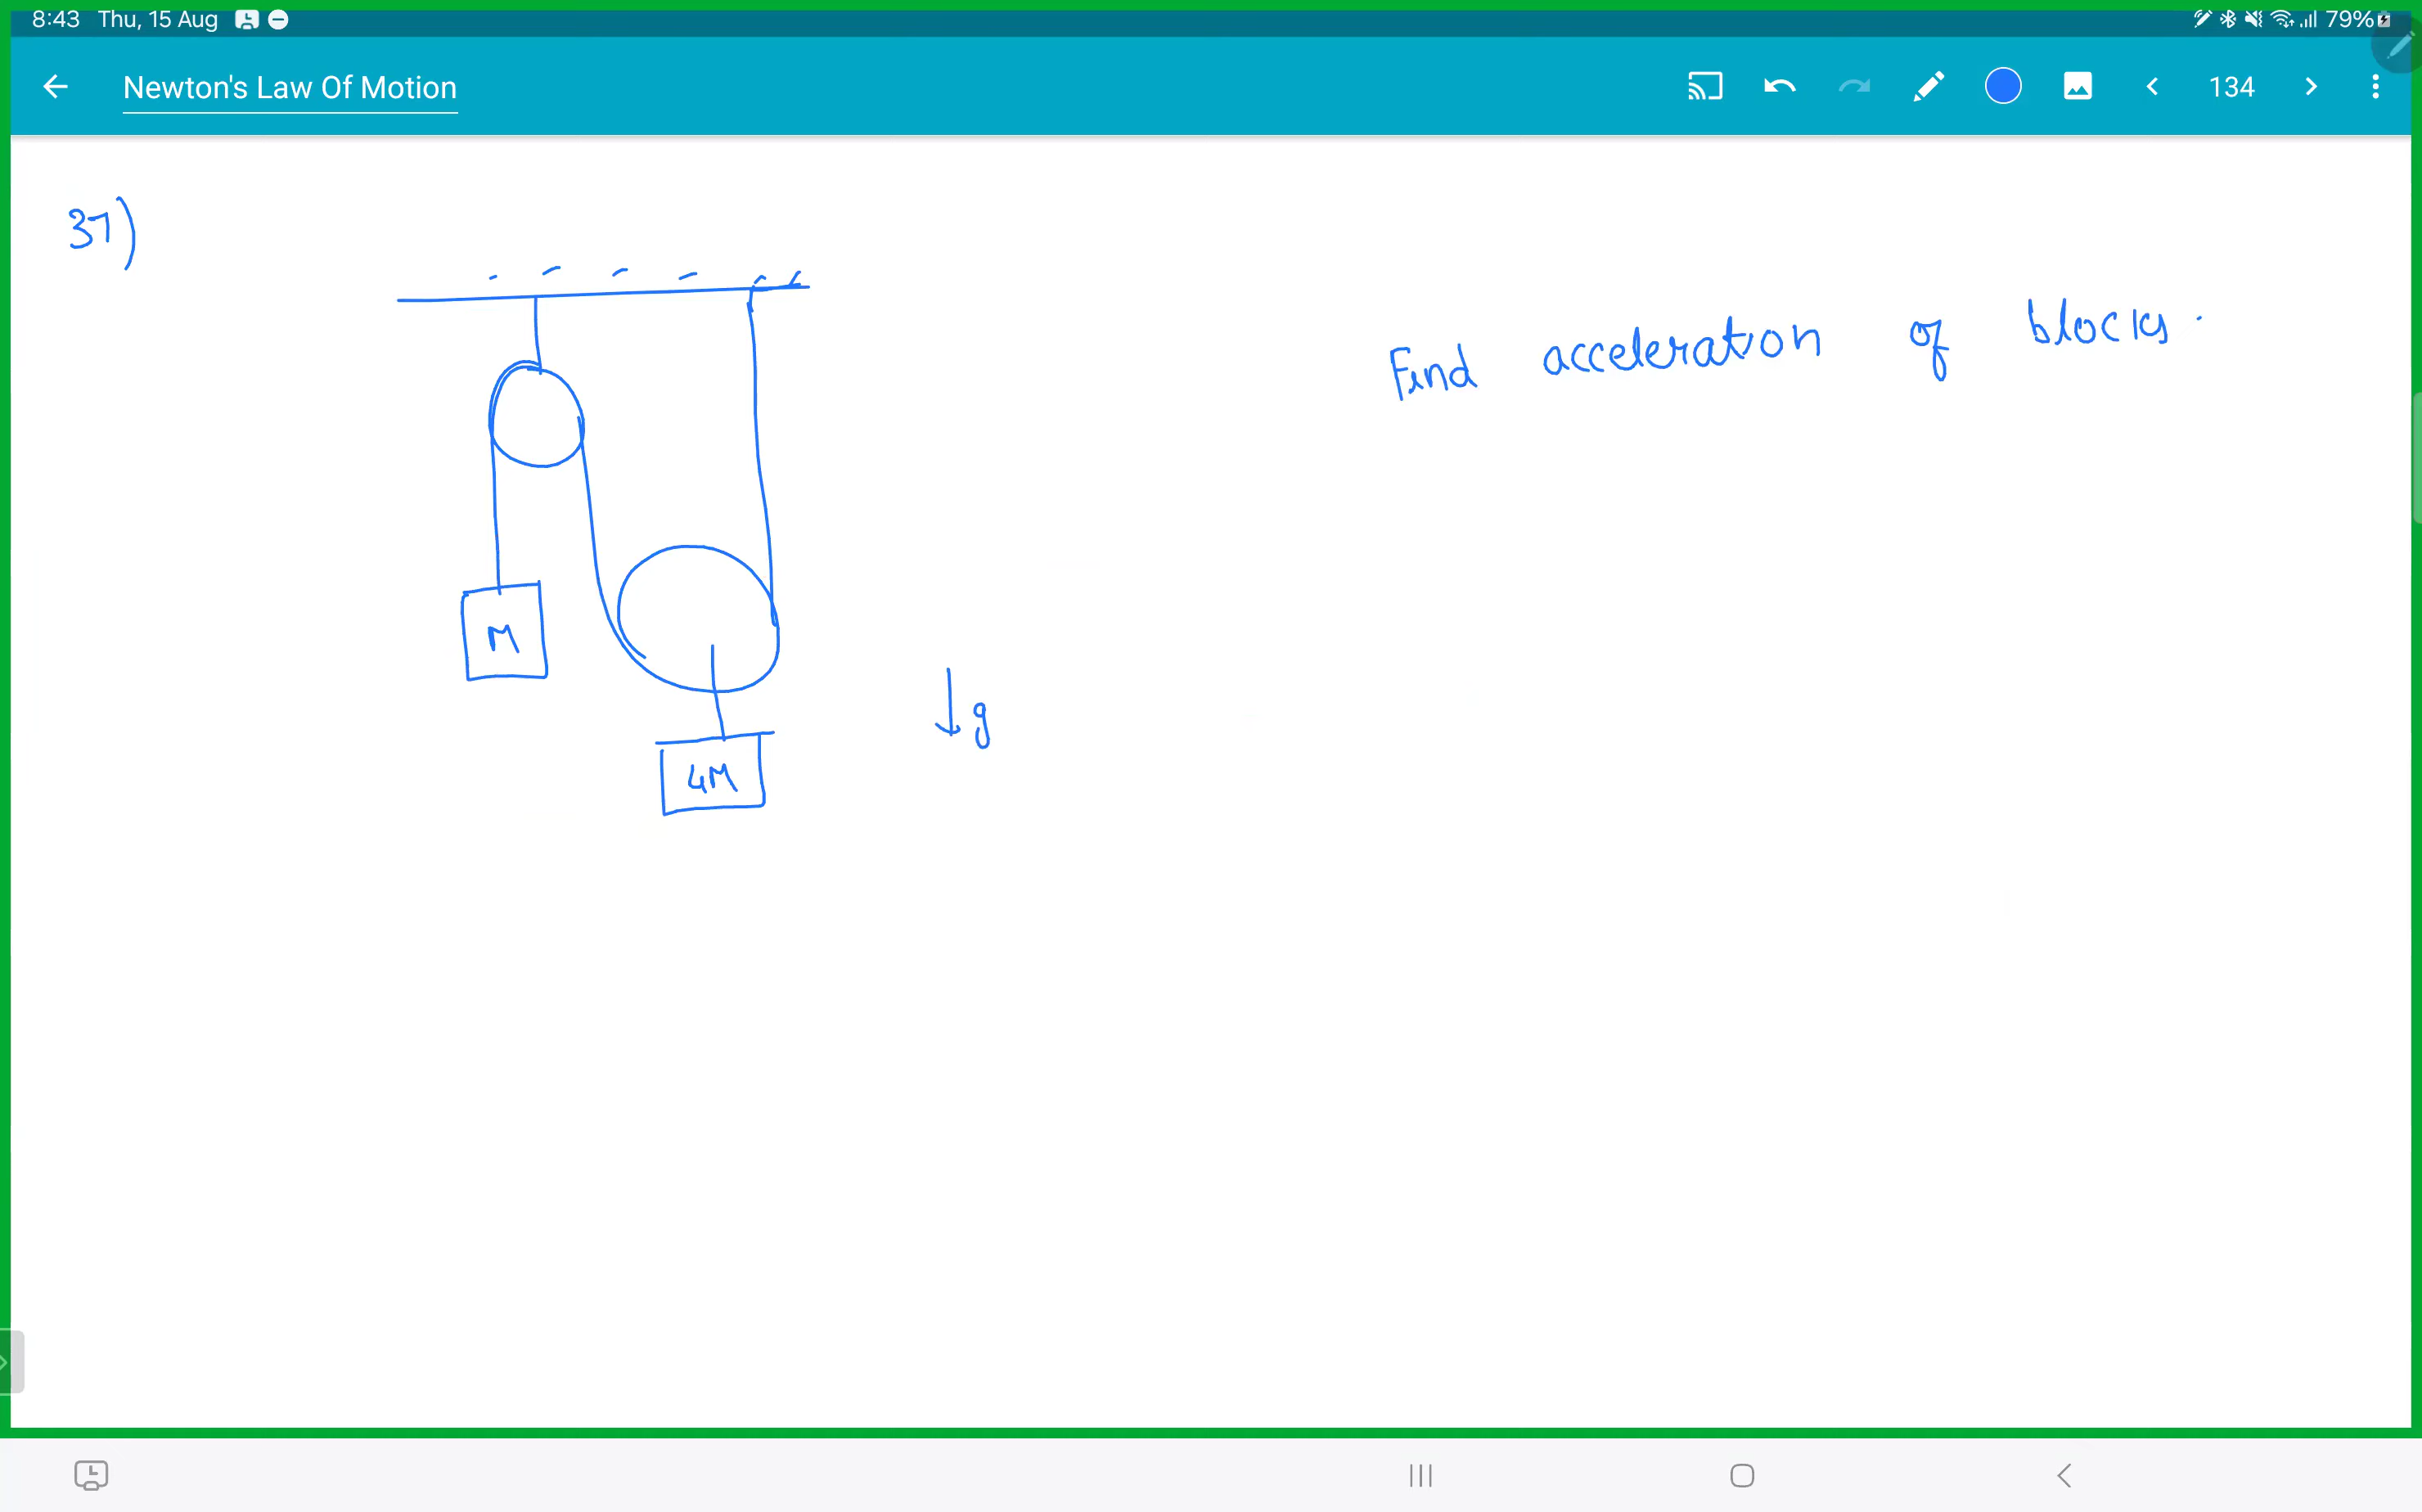 8:43 Thu, 15 Aug 79%
Newton's Law Of Motion 134
37)
Find acceleration of blocks.
M
g
4M